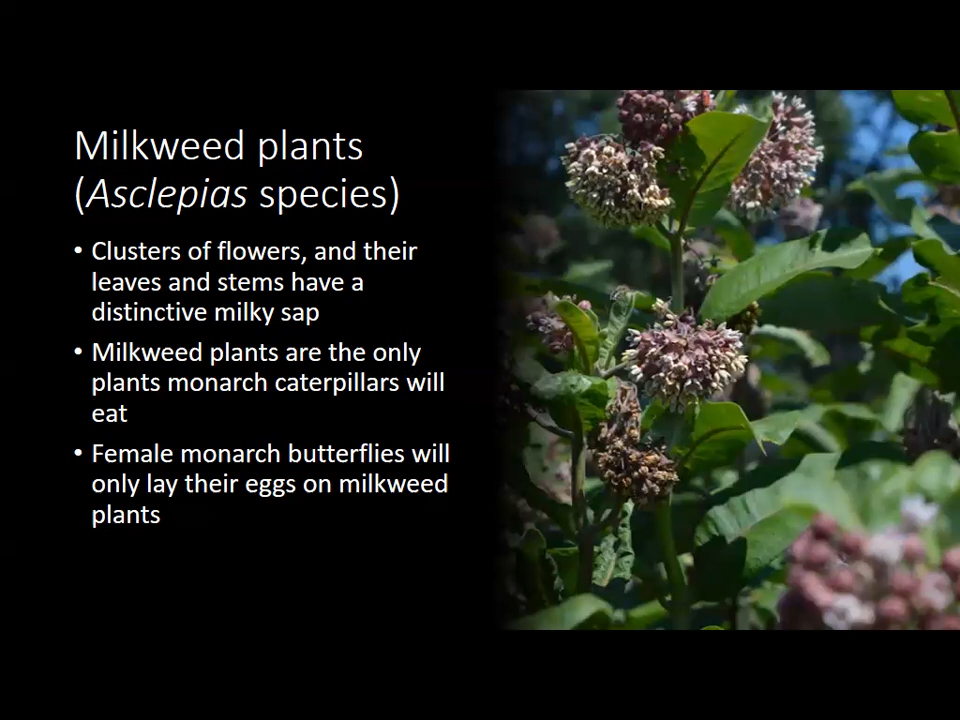 Milkweed plants
(Asclepias species)
• Clusters of flowers, and their
leaves and stems have a
distinctive milky sap
• Milkweed plants are the only
plants monarch caterpillars will
eat
• Female monarch butterflies will
only lay their eggs on milkweed
plants